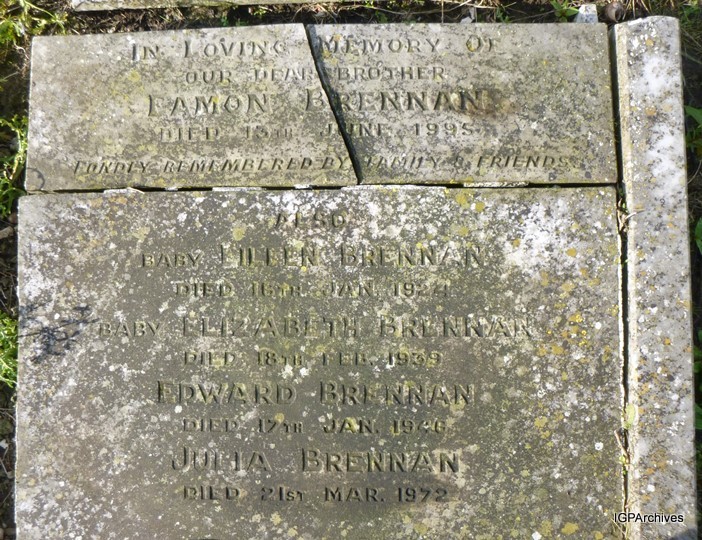 IN LOVING MEMORY OF
OUR DEAR BROTHER
EAMON BRENNAN
DIED 15TH JUNE 1995
FONDLY REMEMBERED BY FAMILY & FRIENDS
ALSO
BABY EILEEN BRENNAN
DIED 16TH JAN. 1924
BABY ELIZABETH BRENNAN
DIED 18TH FEB. 1939
EDWARD BRENNAN
DIED 17TH JAN. 1946
JULIA BRENNAN
DIED 21ST MAR. 1972
IGPArchives